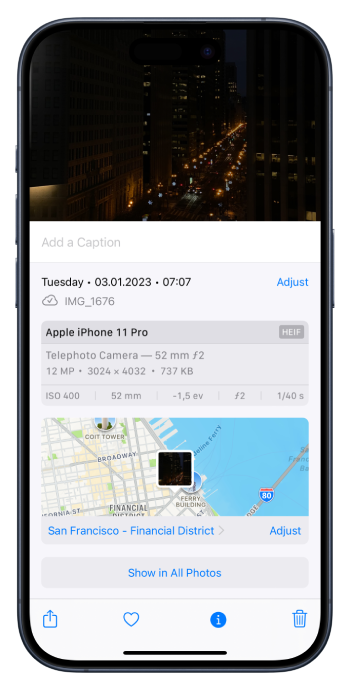 Add a Caption
Tuesday • 03.01.2023 • 07:07
Adjust
IMG_1676
Apple iPhone 11 Pro
HEIF
Telephoto Camera — 52 mm ƒ2
12 MP • 3024 × 4032 • 737 KB
ISO 400
52 mm
-1,5 ev
ƒ2
1/40 s
COIT TOWER
BROADWAY
FERRY
BUILDING
FINANCIAL
DISTRICT
80
San Francisco - Financial District
Adjust
Show in All Photos